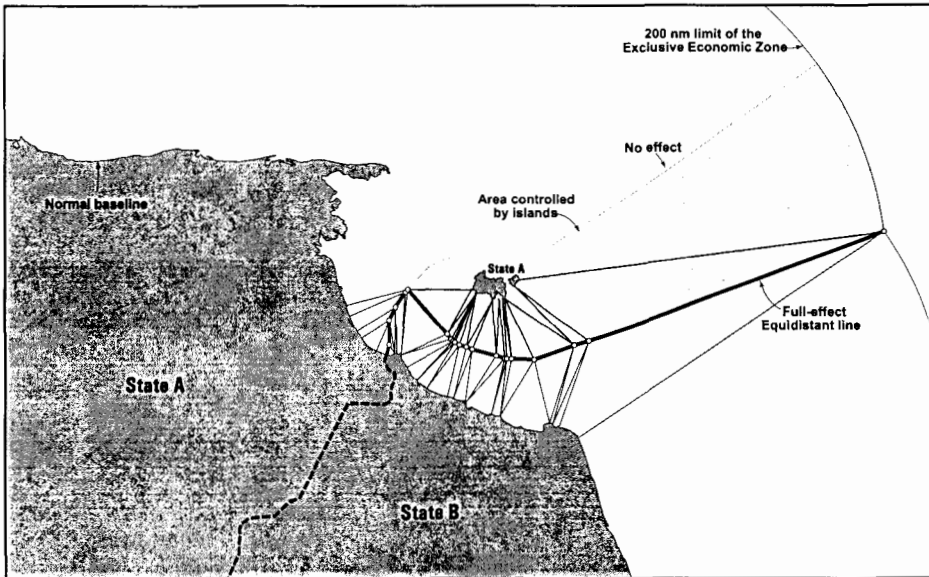 200 nm limit of the
Exclusive Economic Zone
No effect
Area controlled
by islands
Normal baseline
State A
Full-effect
Equidistant line
State A
State B